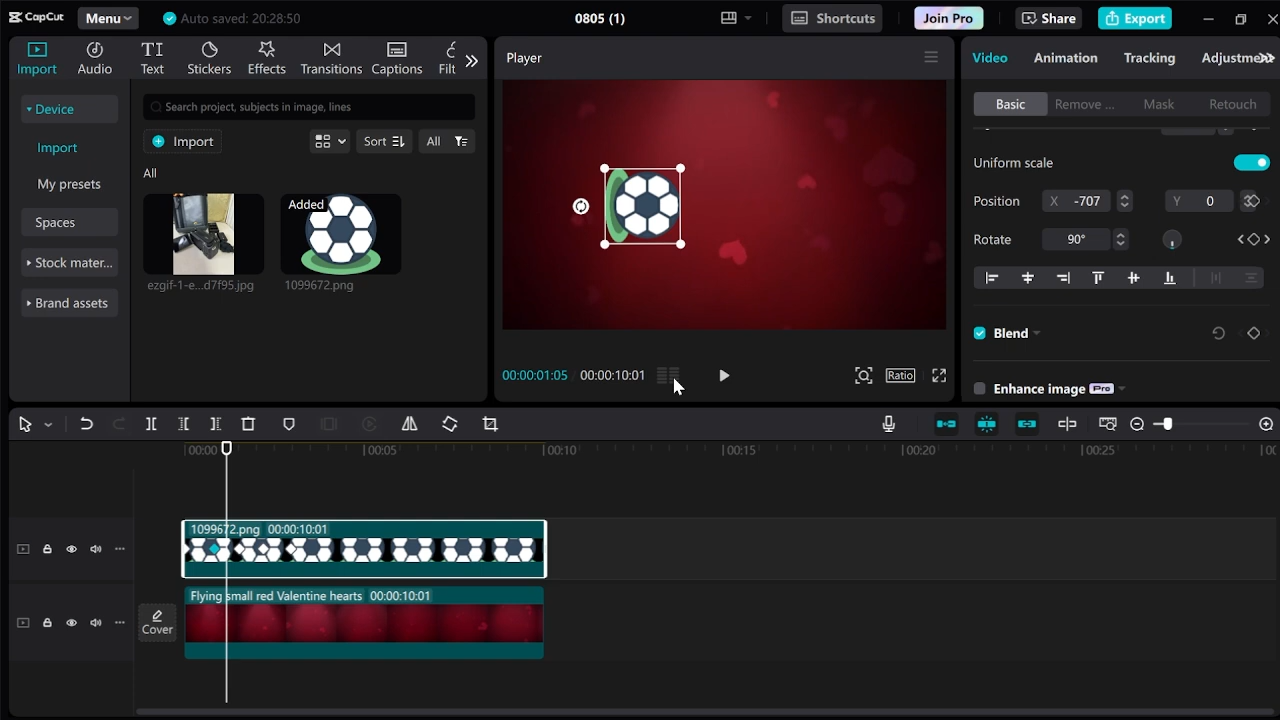 CapCut
Menu
Auto saved: 20:28:50
0805 (1)
Shortcuts
Join Pro
Share
Export
Import
Audio
TI
Text
Stickers
Effects
Transitions
Captions
Filt
Device
Import
My presets
Spaces
Stock mater...
Brand assets
Search project, subjects in image, lines
Import
Sort
All
All
ezgif-1-e...d7f95.jpg
Added
1099672.png
Player
00:00:01:05
00:00:10:01
Ratio
Video
Animation
Tracking
Adjustme
Basic
Remove ...
Mask
Retouch
Uniform scale
Position
X -707
Y 0
Rotate
90°
Blend
Enhance image
Pro
00:00
00:05
00:10
00:15
00:20
00:25
1099672.png 00:00:10:01
Flying small red Valentine hearts 00:00:10:01
Cover